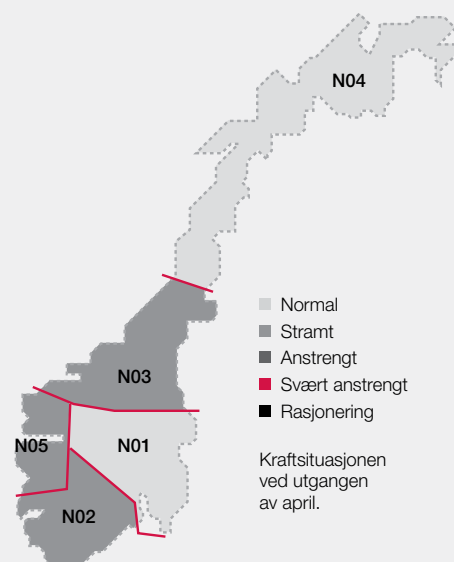 N04
N03
N05
N01
N02
Normal
Stramt
Anstrengt
Svært anstrengt
Rasjonering
Kraftsituasjonen
ved utgangen
av april.